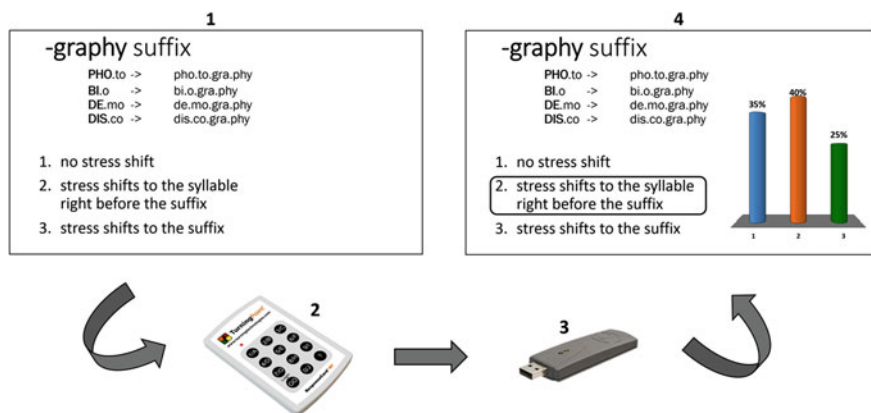 1
-graphy suffix
PHO.to -> pho.to.gra.phy
BI.o -> bi.o.gra.phy
DE.mo -> de.mo.gra.phy
DIS.co -> dis.co.gra.phy
1. no stress shift
2. stress shifts to the syllable
right before the suffix
3. stress shifts to the suffix
4
-graphy suffix
PHO.to -> pho.to.gra.phy
BI.o -> bi.o.gra.phy
DE.mo -> de.mo.gra.phy
DIS.co -> dis.co.gra.phy
1. no stress shift
2. stress shifts to the syllable
right before the suffix
3. stress shifts to the suffix
35%
40%
25%
1 2 3
2
TurningPoint
3